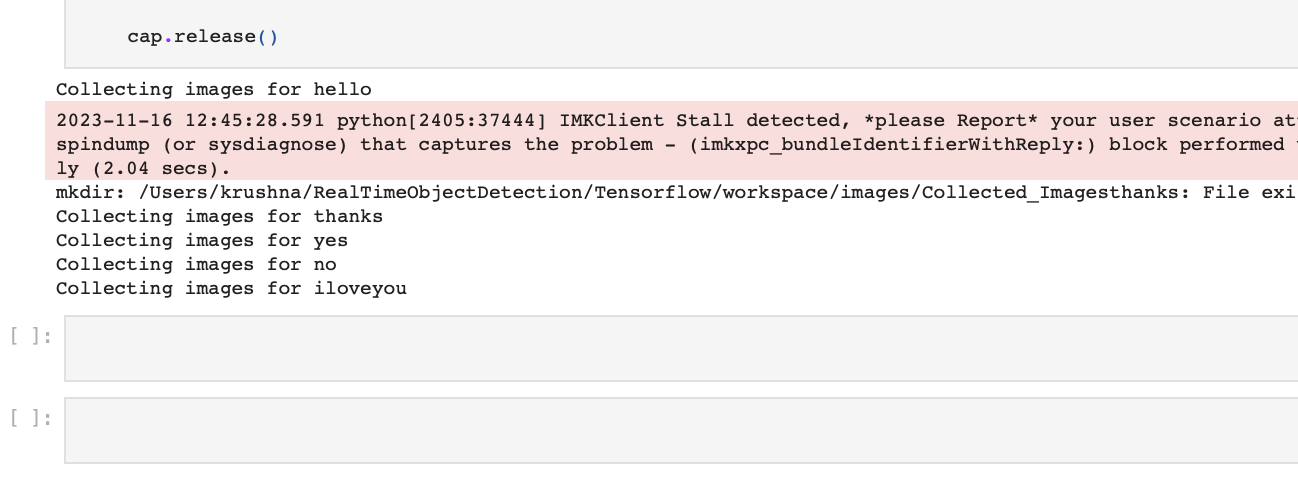 cap.release()
Collecting images for hello
2023-11-16 12:45:28.591 python[2405:37444] IMKClient Stall detected, *please Report* your user scenario
spindump (or sysdiagnose) that captures the problem - (imkxpc_bundleIdentifierWithReply:) block performed
ly (2.04 secs).
mkdir: /Users/krushna/RealTimeObjectDetection/Tensorflow/workspace/images/Collected_Imagesthanks: File exi
Collecting images for thanks
Collecting images for yes
Collecting images for no
Collecting images for iloveyou
[ ]:
[ ]: